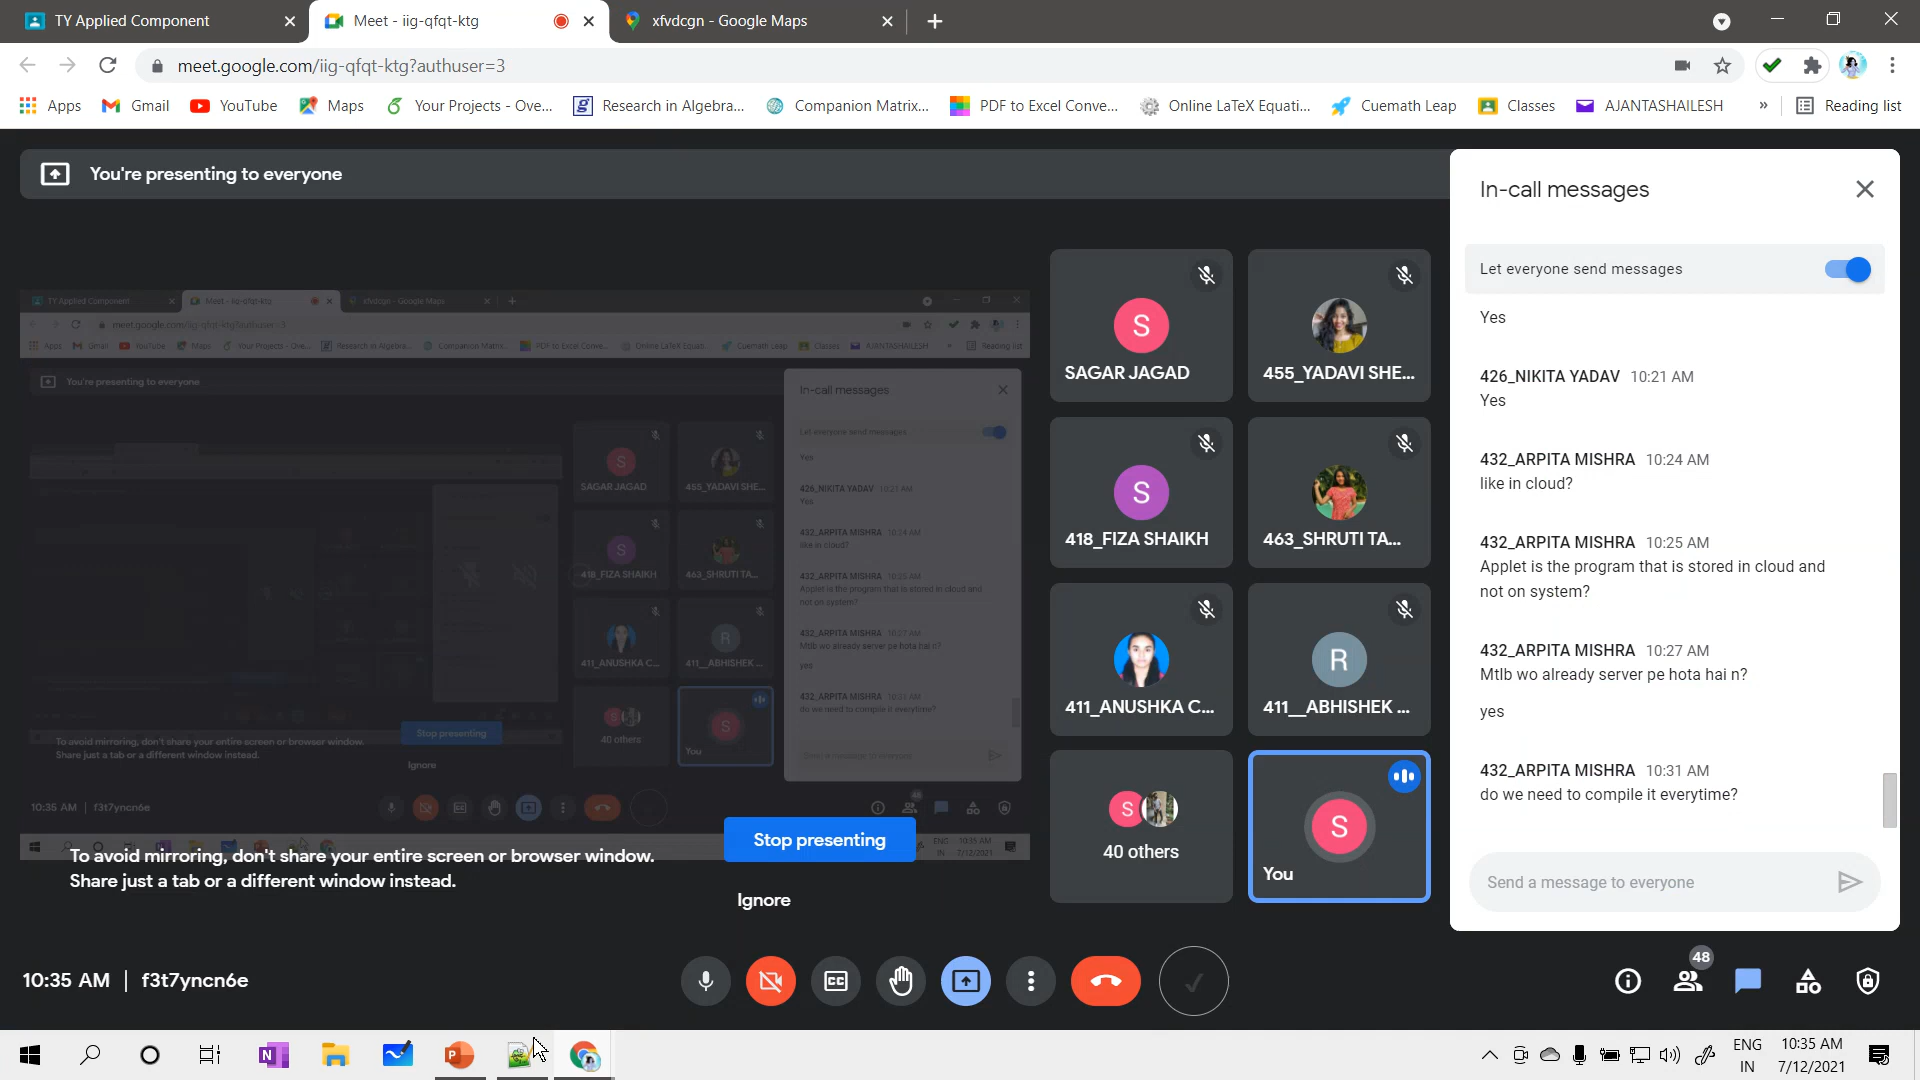 TY Applied Component
Meet - iig-qfqt-ktg
xfvdcgn - Google Maps
meet.google.com/iig-qfqt-ktg?authuser=3
Apps
Gmail
YouTube
Maps
Your Projects - Ove...
Research in Algebra...
Companion Matrix...
PDF to Excel Conve...
Online LaTeX Equati...
Cuemath Leap
Classes
AJANTASHAILESH
»
Reading list
You're presenting to everyone
SAGAR JAGAD
455_YADAVI SHE...
418_FIZA SHAIKH
463_SHRUTI TA...
411_ANUSHKA C...
R
411__ABHISHEK ...
S
40 others
S
You
In-call messages
Let everyone send messages
Yes
426_NIKITA YADAV 10:21 AM
Yes
432_ARPITA MISHRA 10:24 AM
like in cloud?
432_ARPITA MISHRA 10:25 AM
Applet is the program that is stored in cloud and
not on system?
432_ARPITA MISHRA 10:27 AM
Mtlb wo already server pe hota hai n?
yes
432_ARPITA MISHRA 10:31 AM
do we need to compile it everytime?
Send a message to everyone
To avoid mirroring, don't share your entire screen or browser window.
Share just a tab or a different window instead.
Stop presenting
Ignore
10:35 AM | f3t7yncn6e
48
ENG
IN
10:35 AM
7/12/2021